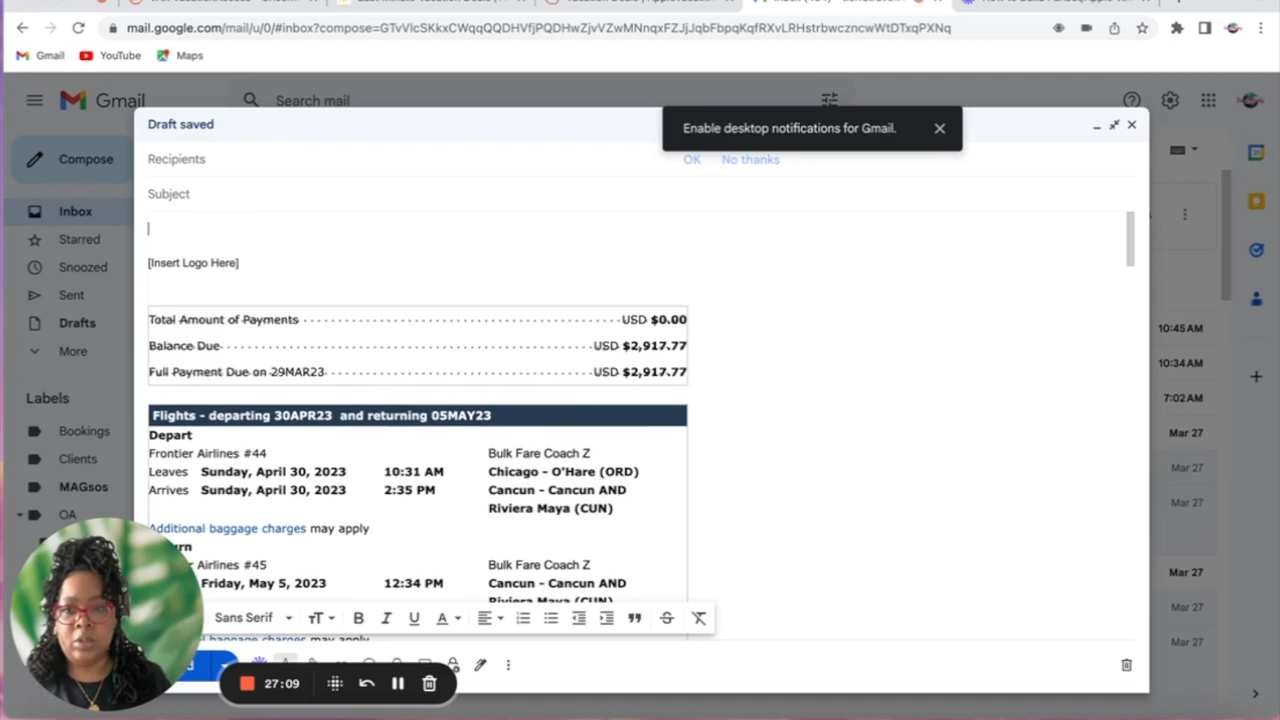 mail.google.com/mail/u/0/#inbox?compose=GTvVlcSKkxCWqqQQDHVfjPQDHwZjvVZwMNnqxFZJjJqbFbpqKqfRXvLRHstrbwczncwWtDTxqPXNq
Gmail YouTube Maps
Gmail Search mail
Draft saved
Enable desktop notifications for Gmail.
Compose
Recipients
OK No thanks
Subject
Inbox
Starred
[Insert Logo Here]
Snoozed
Sent
Total Amount of Payments USD $0.00
Drafts
10:45 AM
Balance Due USD $2,917.77
More
10:34 AM
Full Payment Due on 29MAR23 USD $2,917.77
Labels
7:02 AM
Flights - departing 30APR23 and returning 05MAY23
Bookings
Mar 27
Depart
Frontier Airlines #44 Bulk Fare Coach Z
Clients
Mar 27
Leaves Sunday, April 30, 2023 10:31 AM Chicago - O'Hare (ORD)
MAGsos
Arrives Sunday, April 30, 2023 2:35 PM Cancun - Cancun AND
Mar 27
Riviera Maya (CUN)
OA
Additional baggage charges may apply
Airlines #45 Bulk Fare Coach Z
Mar 27
Friday, May 5, 2023 12:34 PM Cancun - Cancun AND
Riviera Maya (CUN)
Mar 27
Sans Serif
baggage charges may apply
Mar 27
27:09